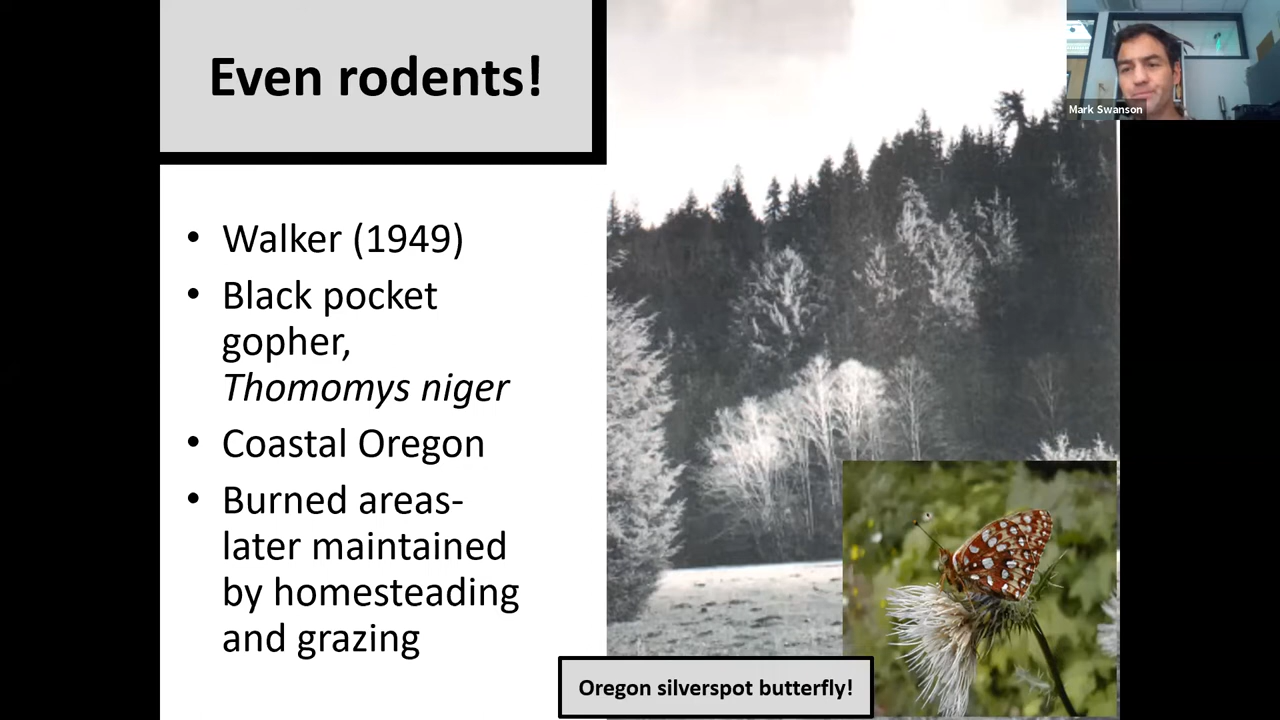 Even rodents!
Mark Swanson
• Walker (1949)
• Black pocket
gopher,
Thomomys niger
• Coastal Oregon
• Burned areas-
later maintained
by homesteading
and grazing
Oregon silverspot butterfly!